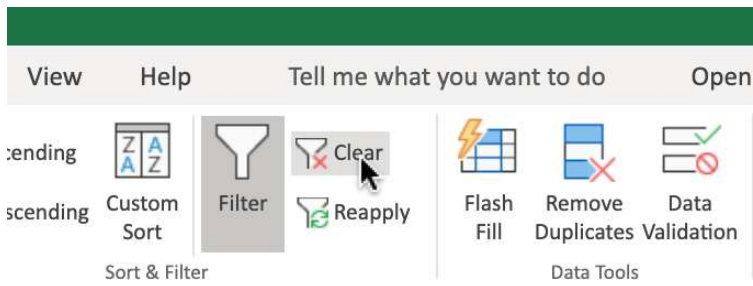 View Help Tell me what you want to do Open
cending
scending
Z A
A Z
Custom
Sort
Filter
Clear
Reapply
Sort & Filter
Flash
Fill
Remove
Duplicates
Data
Validation
Data Tools